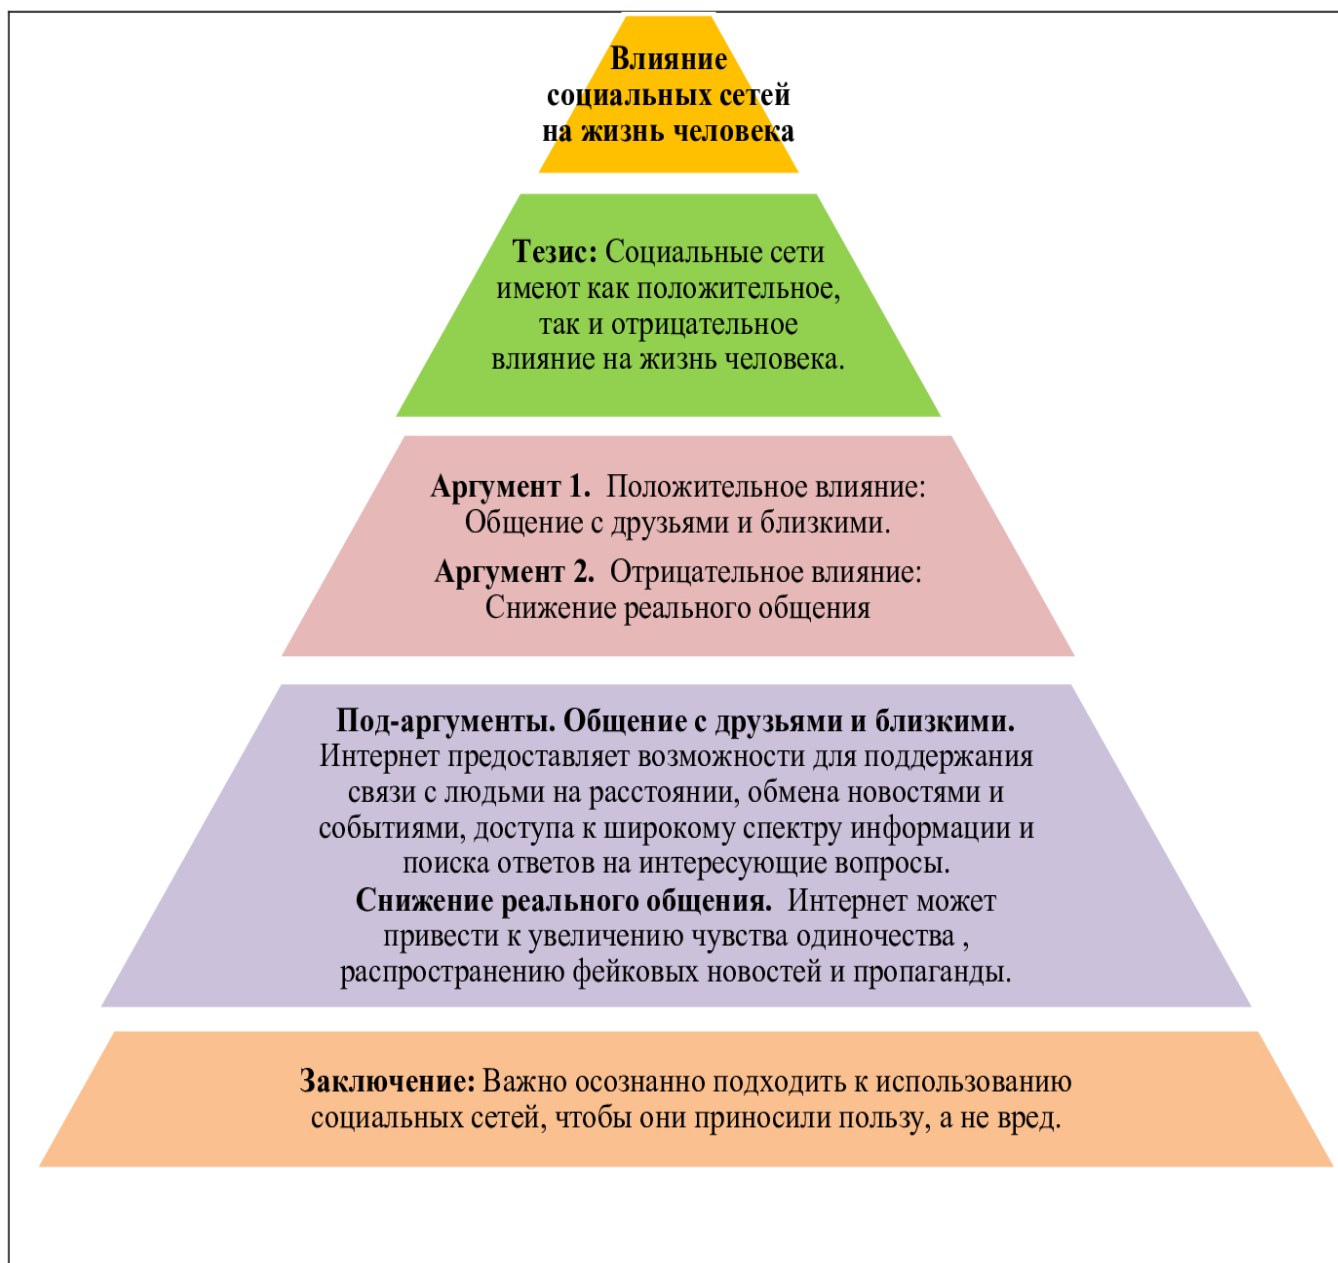 Влияние
социальных сетей
на жизнь человека
Тезис: Социальные сети
имеют как положительное,
так и отрицательное
влияние на жизнь человека.
Аргумент 1.  Положительное влияние:
Общение с друзьями и близкими.
Аргумент 2.  Отрицательное влияние:
Снижение реального общения
Под-аргументы. Общение с друзьями и близкими.
Интернет предоставляет возможности для поддержания
связи с людьми на расстоянии, обмена новостями и
событиями, доступа к широкому спектру информации и
поиска ответов на интересующие вопросы.
Снижение реального общения.  Интернет может
привести к увеличению чувства одиночества ,
распространению фейковых новостей и пропаганды.
Заключение: Важно осознанно подходить к использованию
социальных сетей, чтобы они приносили пользу, а не вред.